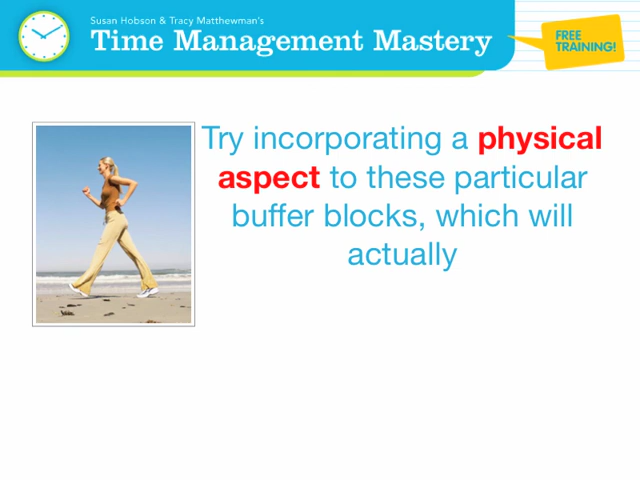 Susan Hobson & Tracy Matthewman's
Time Management Mastery
FREE
TRAINING!
Try incorporating a physical
aspect to these particular
buffer blocks, which will
actually